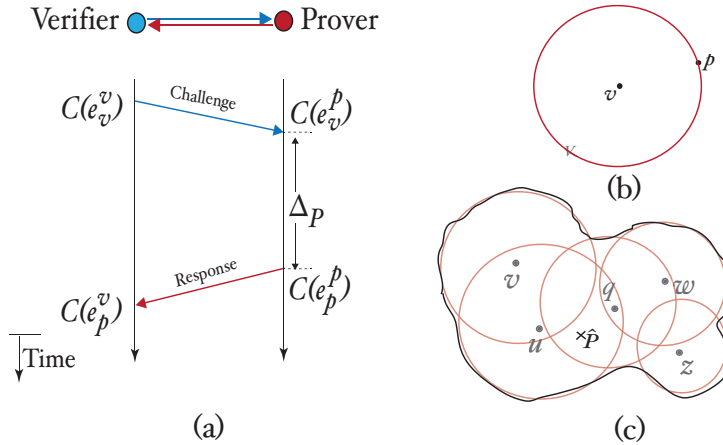 Verifier Prover
C(e_v^v) Challenge C(e_v^p)
Δ_P
Response
C(e_p^v) C(e_p^p)
Time
(a)
p
v
v
(b)
v
q
w
u
×P̂
z
(c)